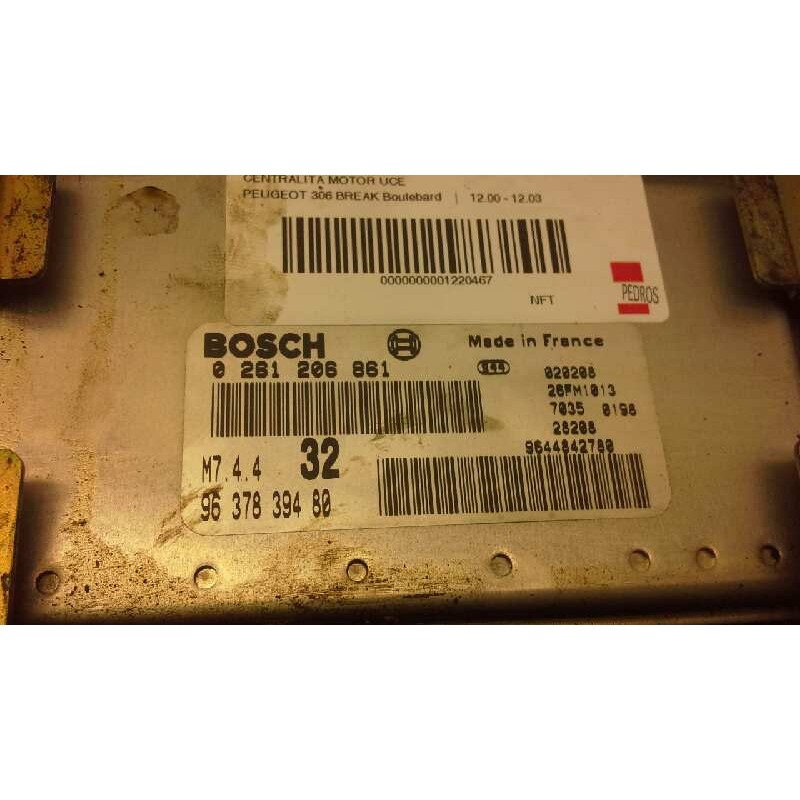 CENTRALITA MOTOR UCE
PEUGEOT 306 BREAK Boulebard | 12.00 - 12.03
0000000001220467
NFT
PEDROS
BOSCH
Made in France
0 261 206 861
020208
26FM1013
7035 0198
28208
9644842780
M7.4.4 32
96 378 394 80